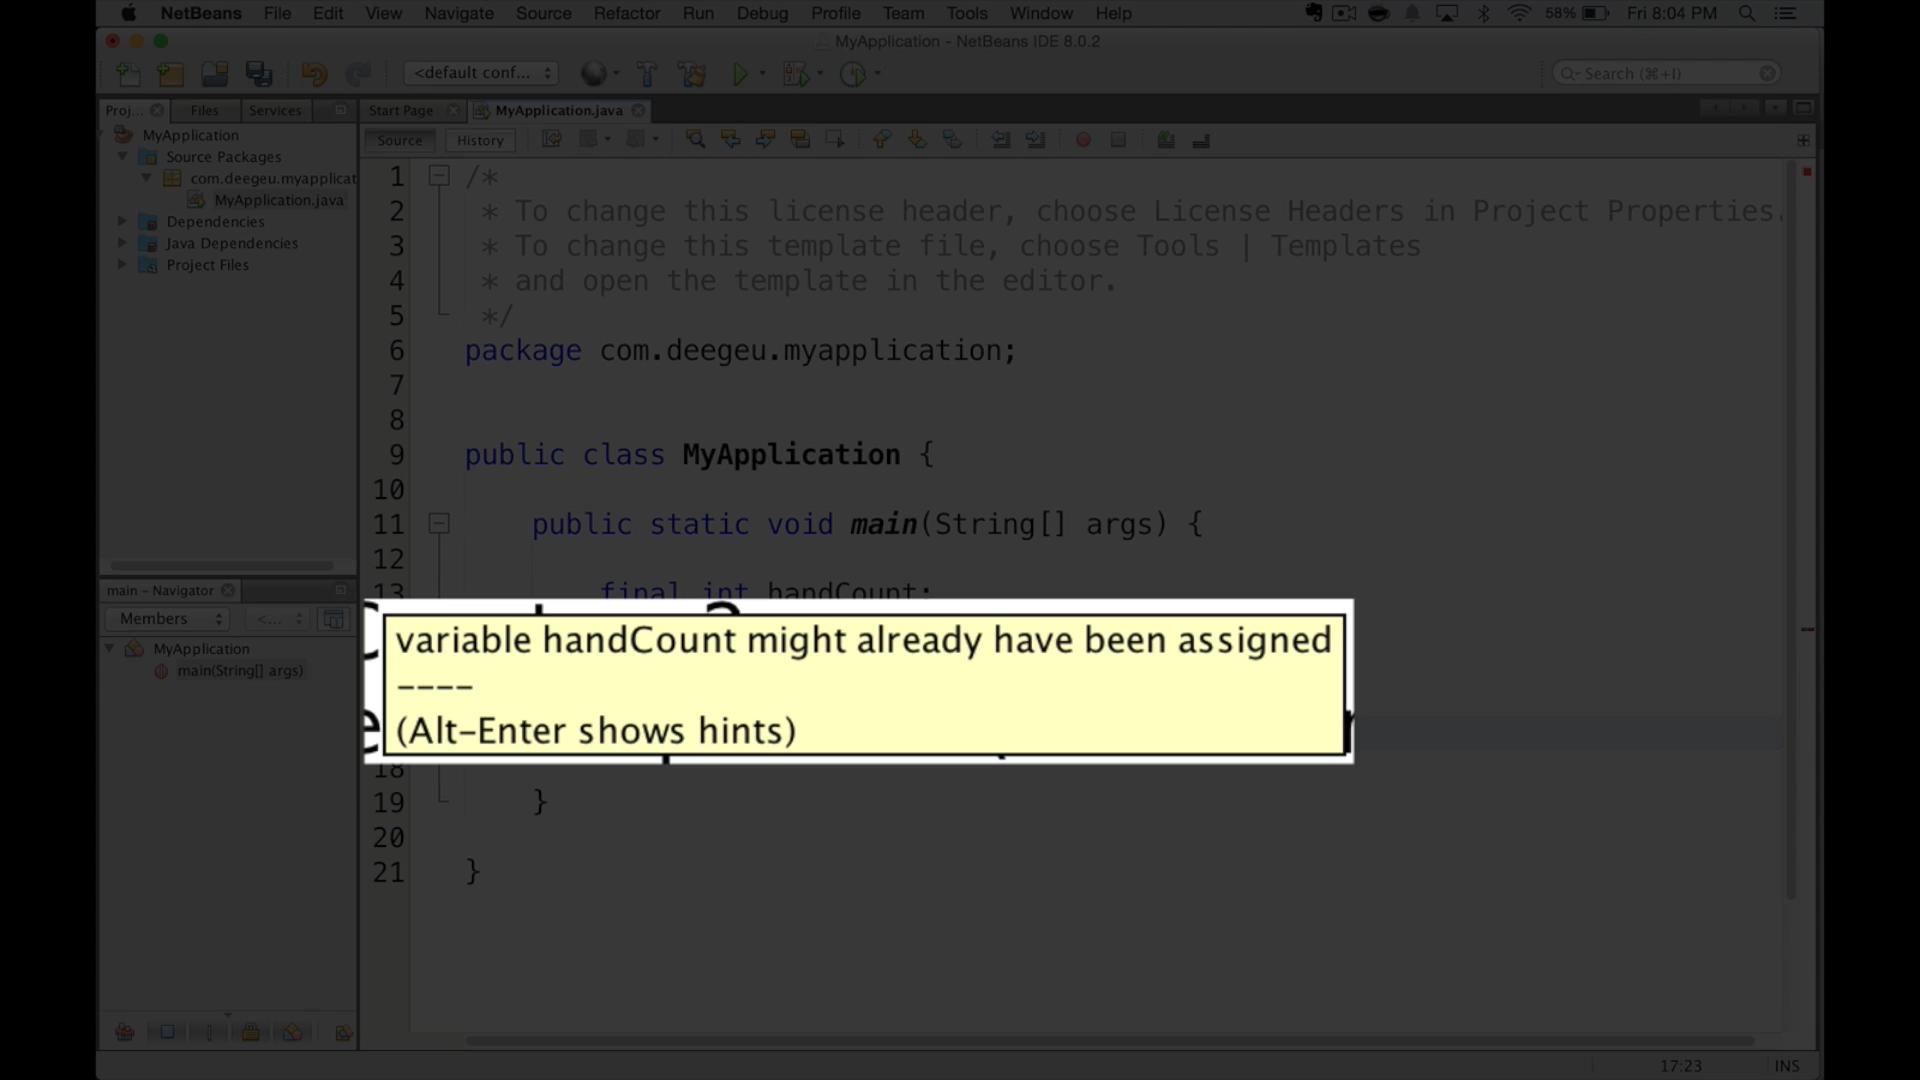 NetBeans File Edit View Navigate Source Refactor Run Debug Profile Team Tools Window Help 58% Fri 8:04 PM
MyApplication - NetBeans IDE 8.0.2
<default conf... Search (⌘+I)
Proj... Files Services
Start Page MyApplication.java
Source History
MyApplication
Source Packages
com.deegeu.myapplicat
MyApplication.java
Dependencies
Java Dependencies
Project Files
1 /*
2 * To change this license header, choose License Headers in Project Properties.
3 * To change this template file, choose Tools | Templates
4 * and open the template in the editor.
5 */
6 package com.deegeu.myapplication;
7
8
9 public class MyApplication {
10
11 public static void main(String[] args) {
12
13 final int handCount;
variable handCount might already have been assigned
----
(Alt-Enter shows hints)
18
19 }
20
21 }
main - Navigator
Members <...
MyApplication
main(String[] args)
17:23 INS